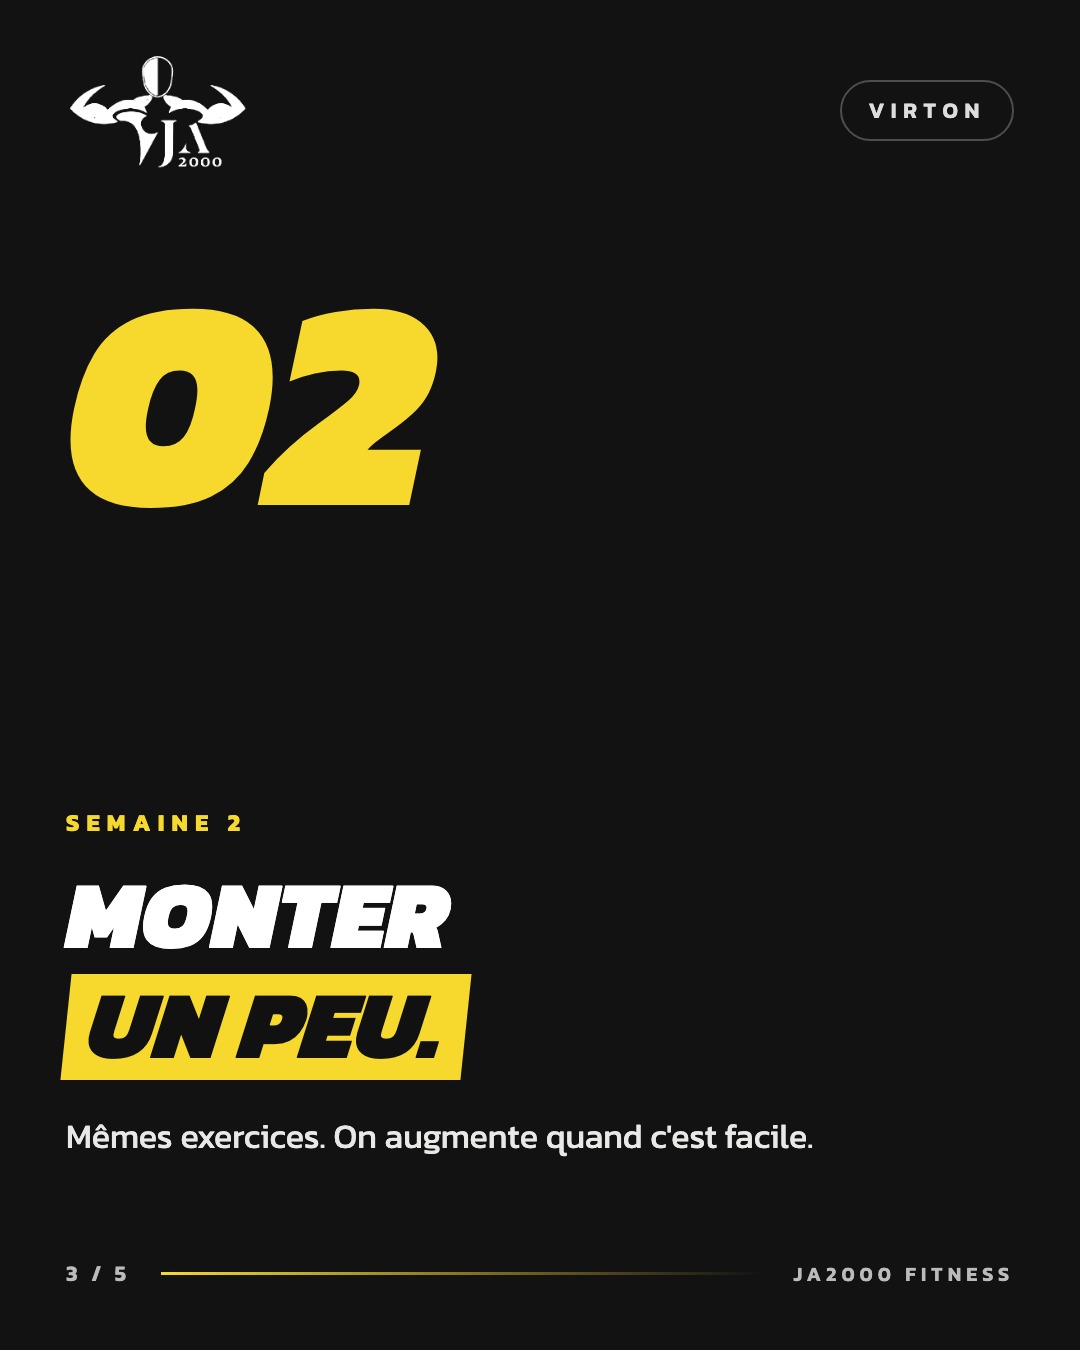 JA
2000
VIRTON
02
SEMAINE 2
MONTER
UN PEU.
Mêmes exercices. On augmente quand c'est facile.
3 / 5
JA2000 FITNESS